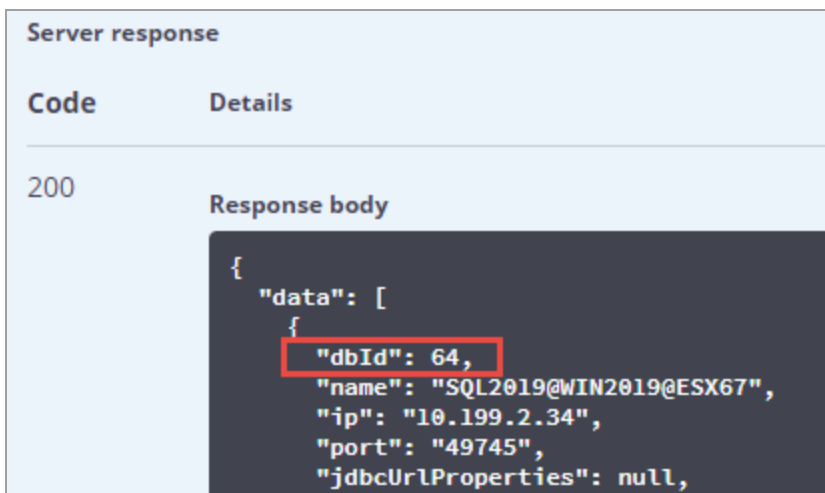 Server response
Code Details
200
Response body
{
"data": [
{
"dbId": 64,
"name": "SQL2019@WIN2019@ESX67",
"ip": "10.199.2.34",
"port": "49745",
"jdbcUrlProperties": null,